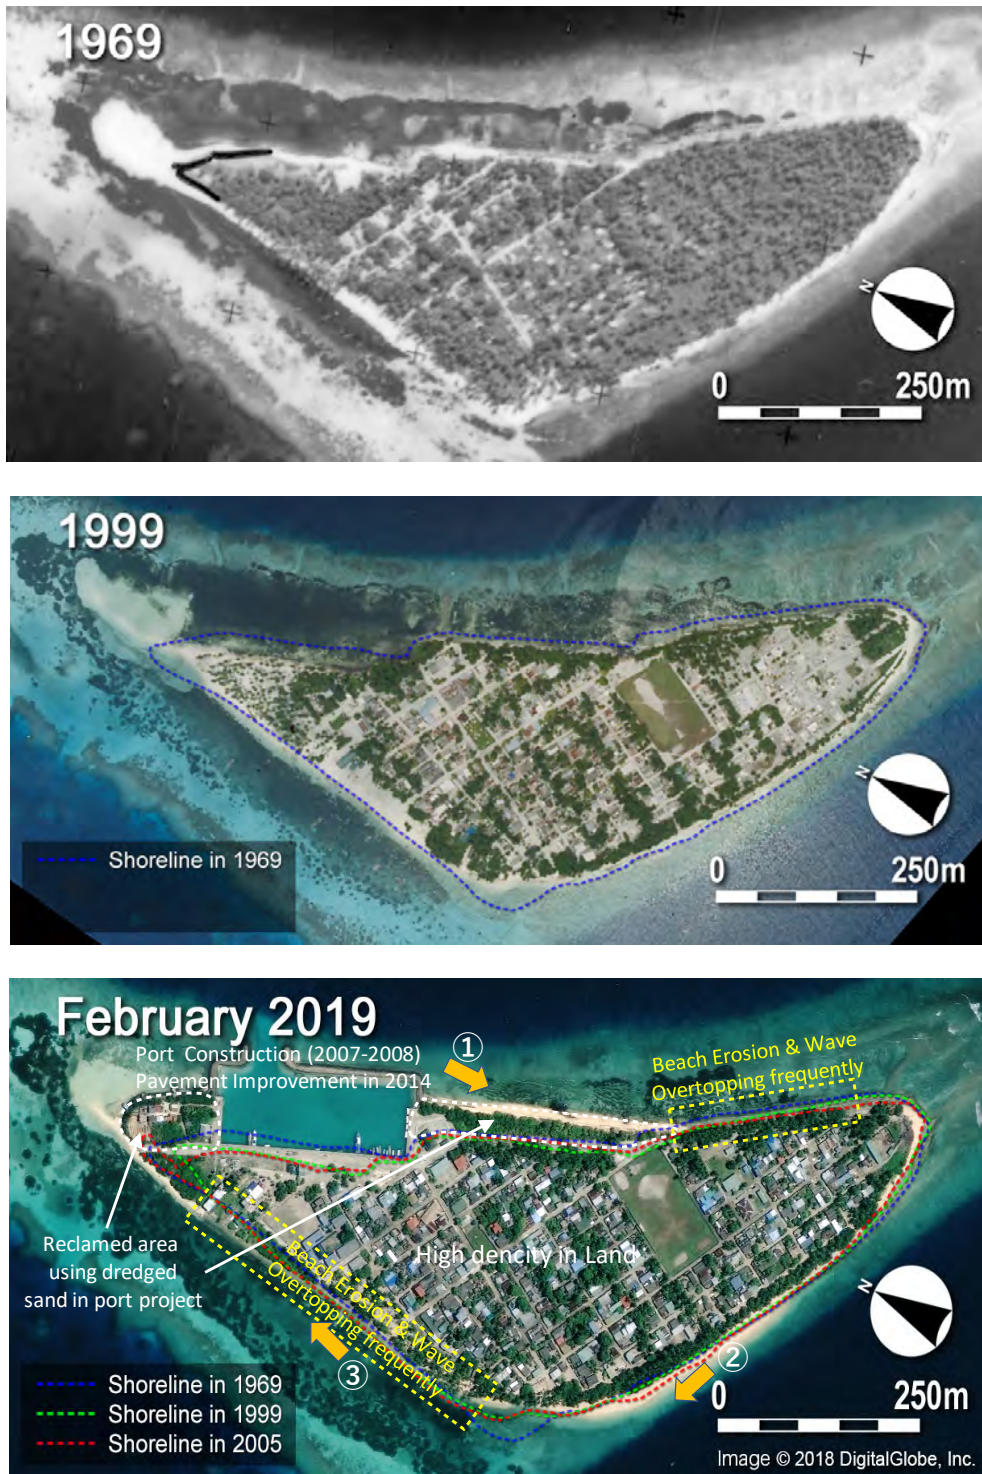 1969
N
0 250m
1999
N
Shoreline in 1969
0 250m
February 2019
Port Construction (2007-2008)
Pavement Improvement in 2014
①
Beach Erosion & Wave
Overtopping frequently
Reclamed area
using dredged
sand in port project
High dencity in Land
Beach Erosion & Wave
Overtopping frequently
③
②
N
Shoreline in 1969
Shoreline in 1999
Shoreline in 2005
0 250m
Image © 2018 DigitalGlobe, Inc.